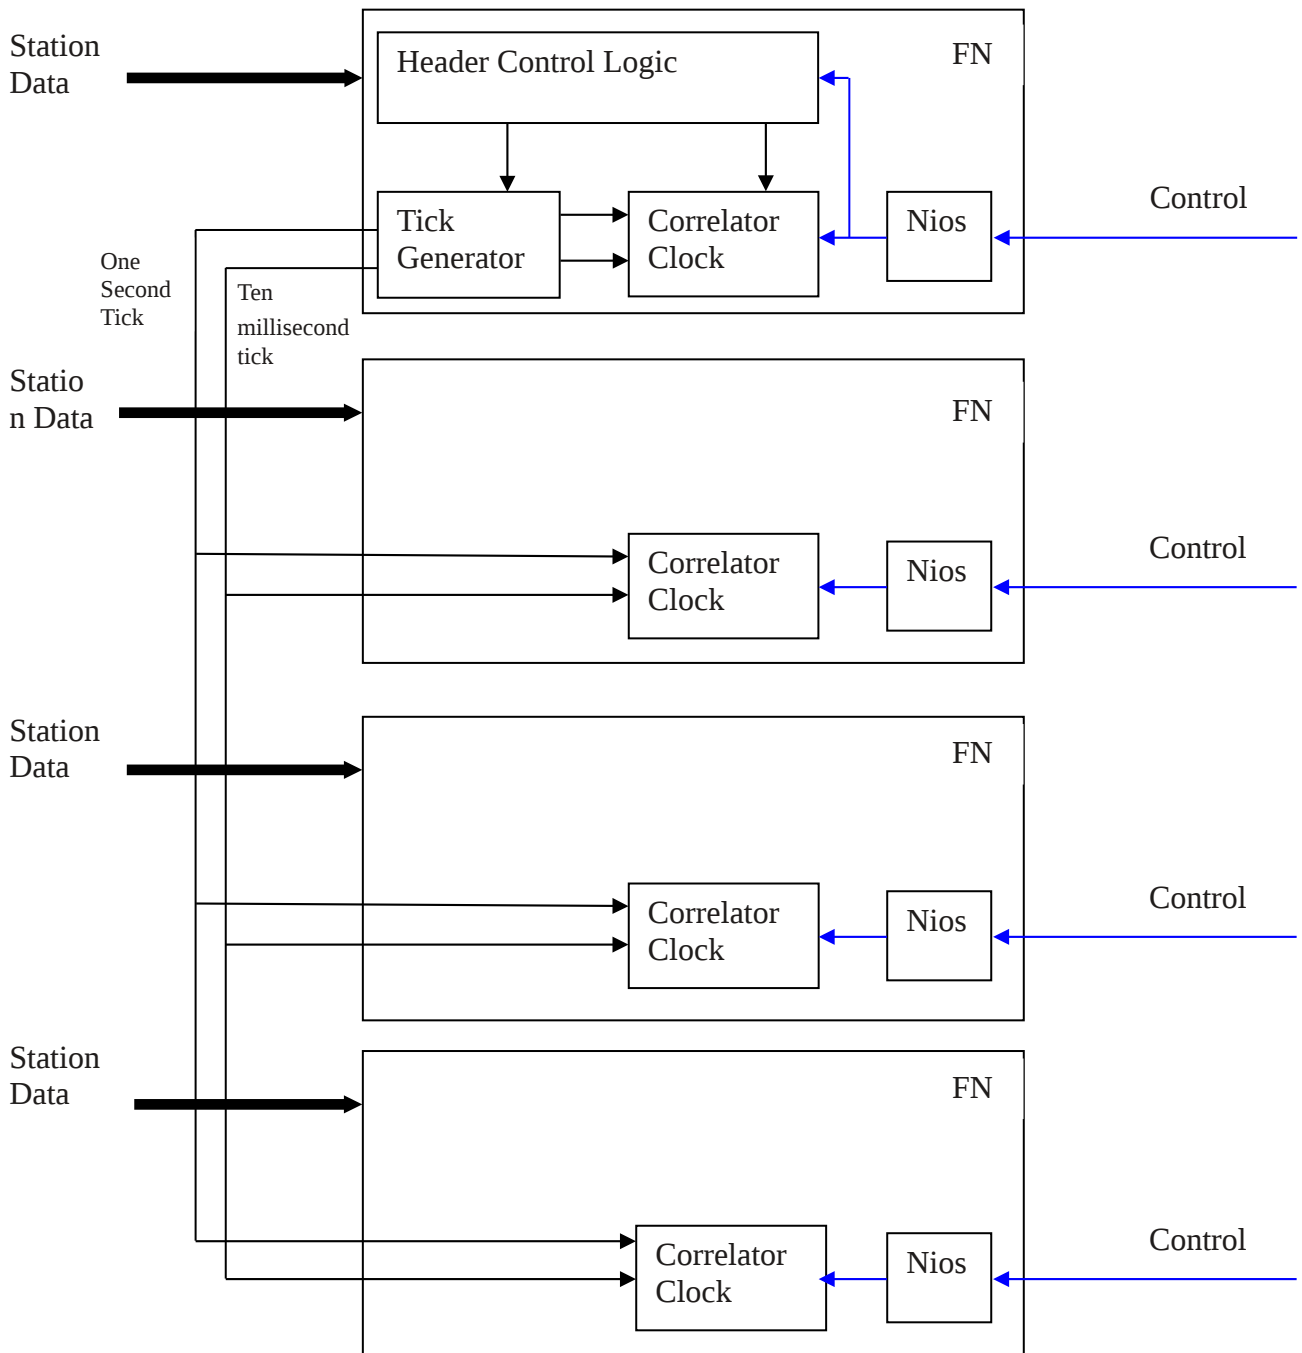 Station
Data
Header Control Logic
FN
Tick
Generator
Correlator
Clock
Nios
Control
One
Second
Tick
Ten
millisecond
tick
Statio
n Data
FN
Correlator
Clock
Nios
Control
Station
Data
FN
Correlator
Clock
Nios
Control
Station
Data
FN
Correlator
Clock
Nios
Control